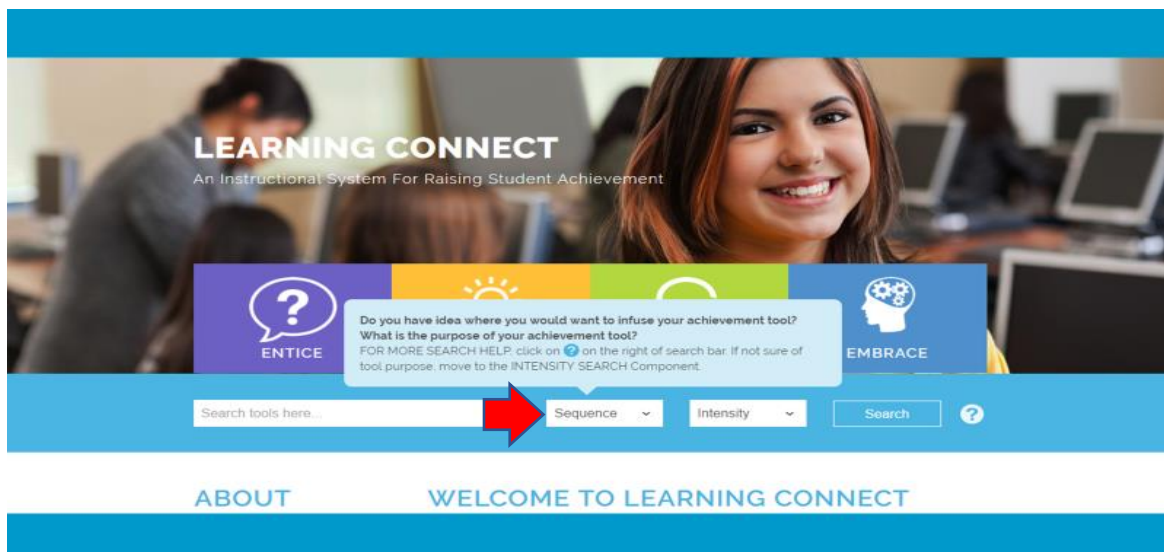 LEARNING CONNECT
An Instructional System For Raising Student Achievement
?
Do you have idea where you would want to infuse your achievement tool?
What is the purpose of your achievement tool?
FOR MORE SEARCH HELP, click on ? on the right of search bar. If not sure of
tool purpose, move to the INTENSITY SEARCH Component.
ENTICE
EMBRACE
Search tools here...
Sequence
Intensity
Search
?
ABOUT
WELCOME TO LEARNING CONNECT